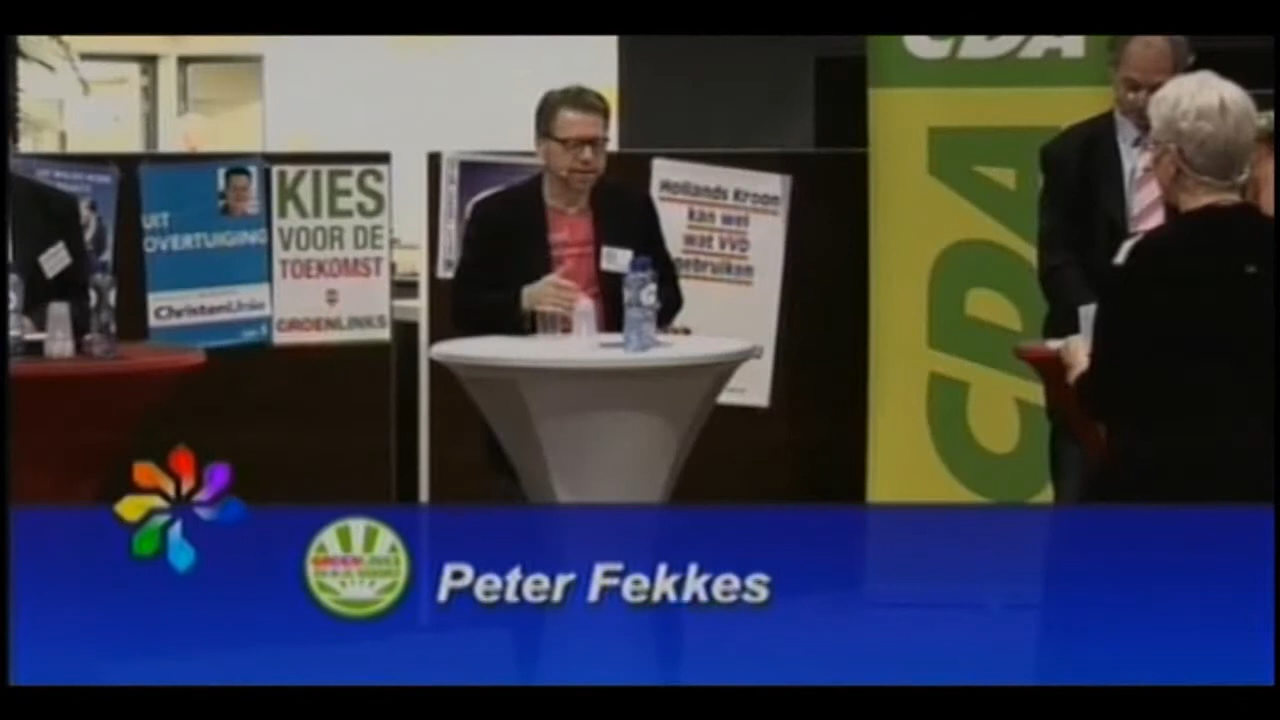 CDA
CDA
UIT
OVERTUIGING
ChristenUnie
KIES
VOOR DE
TOEKOMST
GROENLINKS
Hollands Kroon
kan wel
wat VVD
gebruiken
GROENLINKS
Peter Fekkes